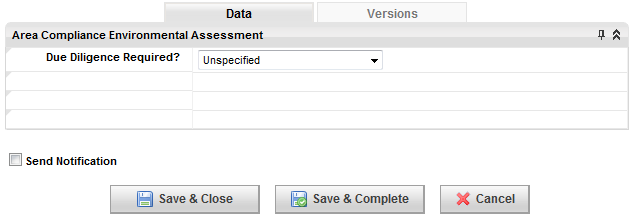 Data Versions
Area Compliance Environmental Assessment
Due Diligence Required? Unspecified
Send Notification
Save & Close Save & Complete Cancel